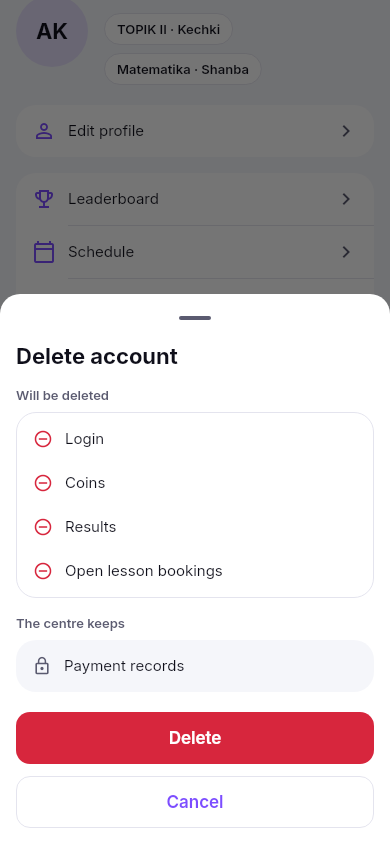 AK
TOPIK II · Kechki
Matematika · Shanba
Edit profile
Leaderboard
Schedule
Delete account
Will be deleted
Login
Coins
Results
Open lesson bookings
The centre keeps
Payment records
Delete
Cancel